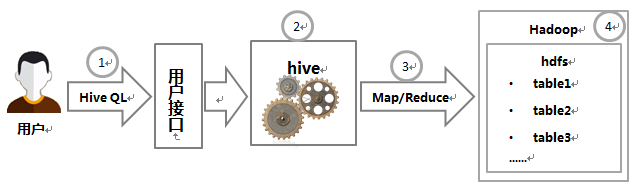 用户
1
Hive QL
用户接口
2
hive
3
Map/Reduce
4
Hadoop
hdfs
• table1
• table2
• table3
......